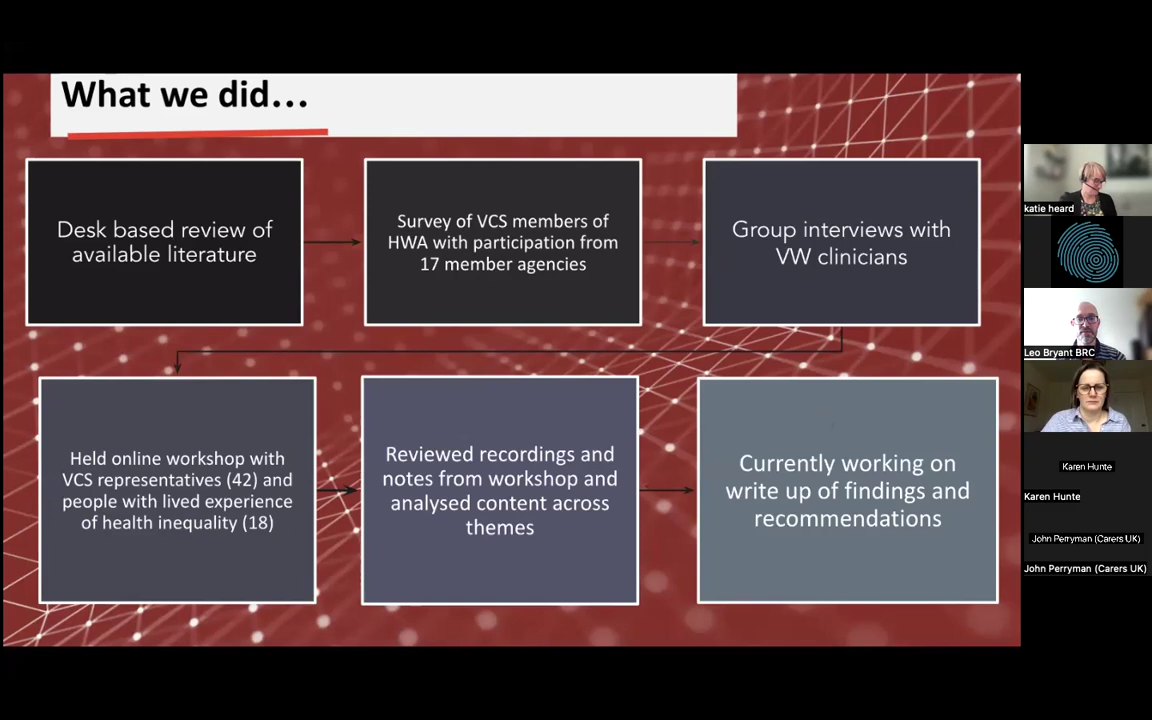 What we did...
Desk based review of
available literature
Survey of VCS members of
HWA with participation from
17 member agencies
Group interviews with
VW clinicians
Held online workshop with
VCS representatives (42) and
people with lived experience
of health inequality (18)
Reviewed recordings and
notes from workshop and
analysed content across
themes
Currently working on
write up of findings and
recommendations
katie heard
Leo Bryant BRC
Karen Hunte
Karen Hunte
John Perryman (Carers UK)
John Perryman (Carers UK)